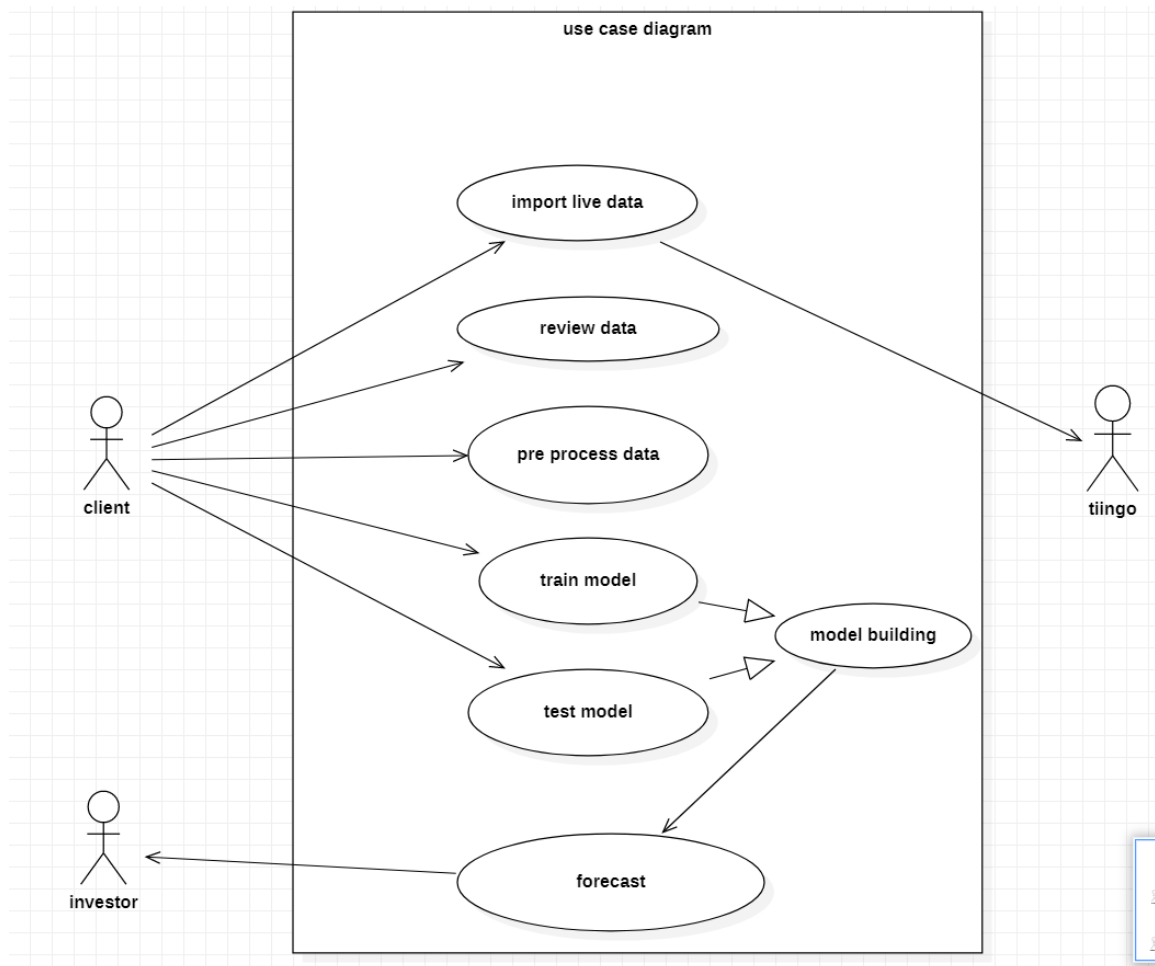 use case diagram
import live data
review data
pre process data
client
tiingo
train model
model building
test model
forecast
investor